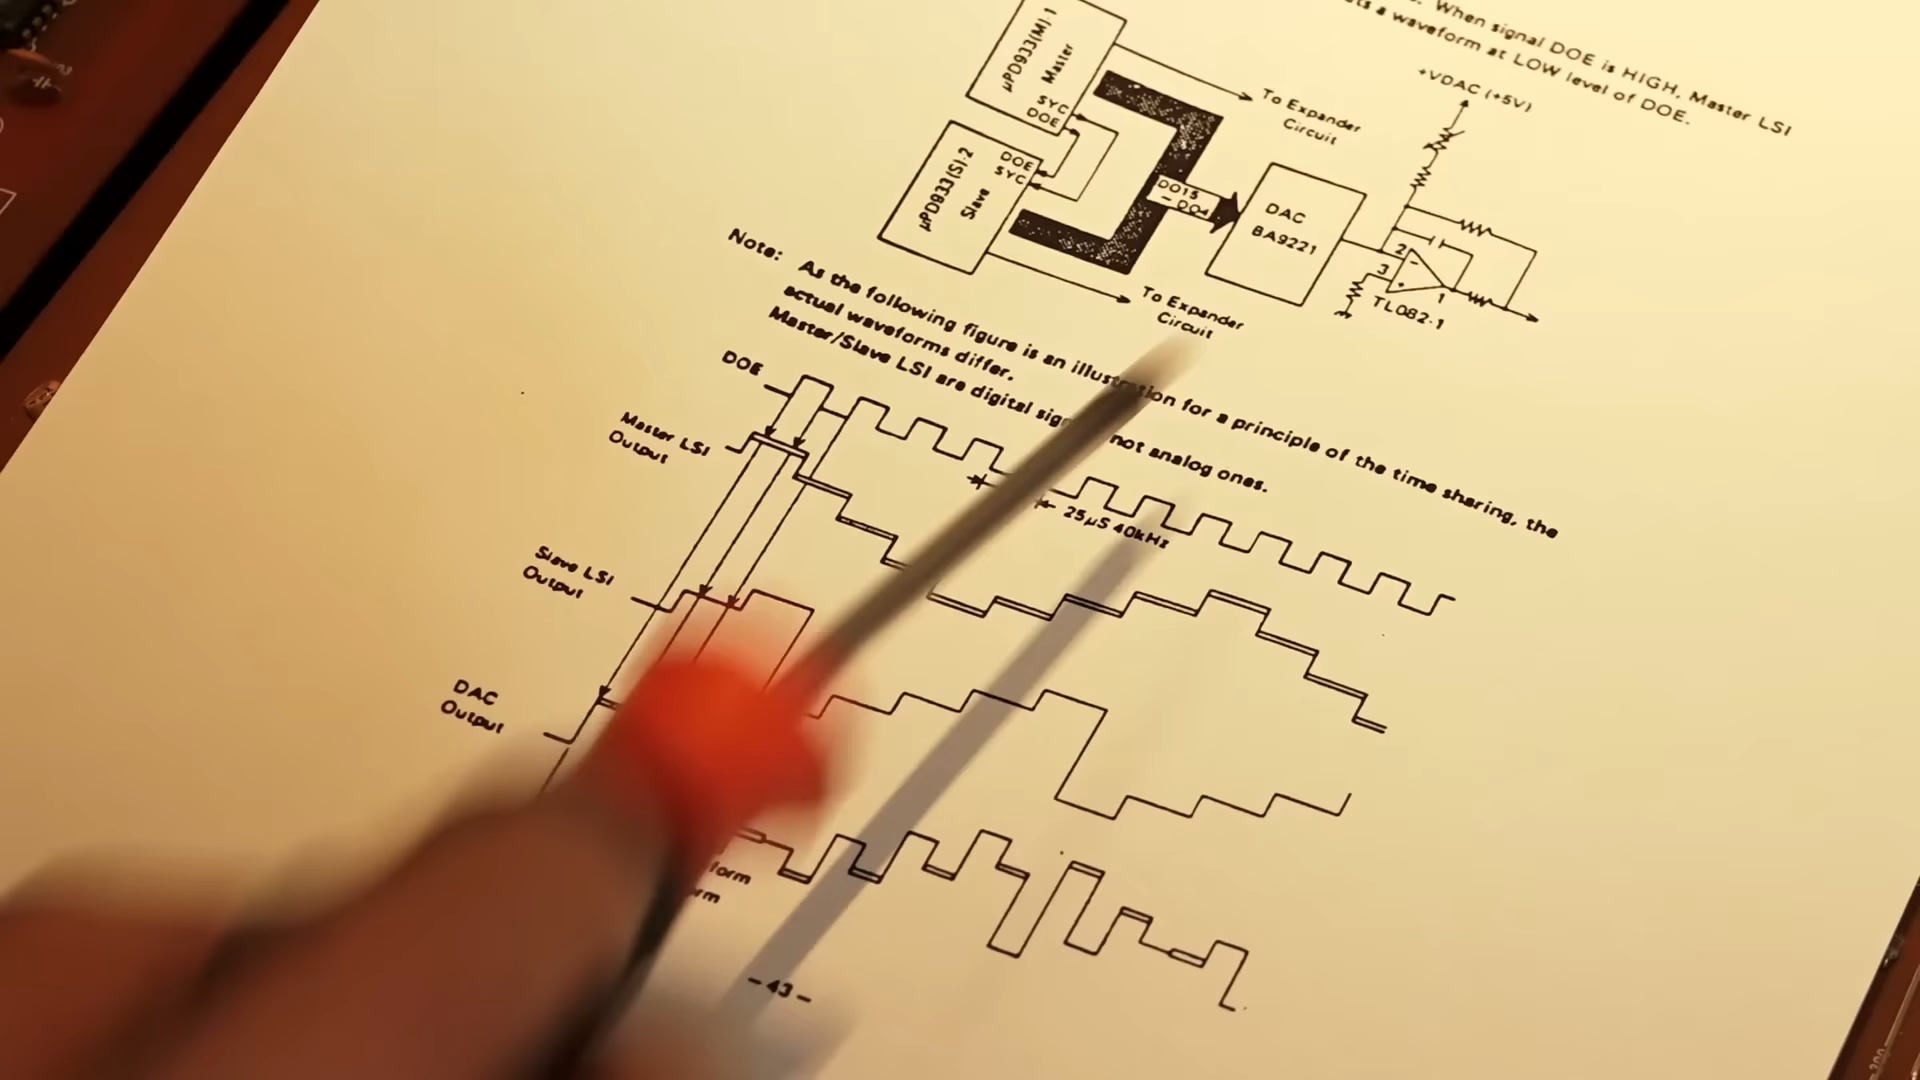 When signal DOE is HIGH, Master LSI
a waveform at LOW level of DOE.
μPD933(M)-1
Master
SYC
DOE
To Expander
Circuit
+VDAC (+5V)
μPD933(S)-2
Slave
DOE
SYC
DO15
- DO4
DAC
BA9221
2
3
1
TL082-1
To Expander
Circuit
Note: As the following figure is an illustration for a principle of the time sharing, the
actual waveforms differ.
Master/Slave LSI are digital not analog ones.
DOE
Master LSI
Output
25μS 40kHz
Slave LSI
Output
DAC
Output
- 43 -